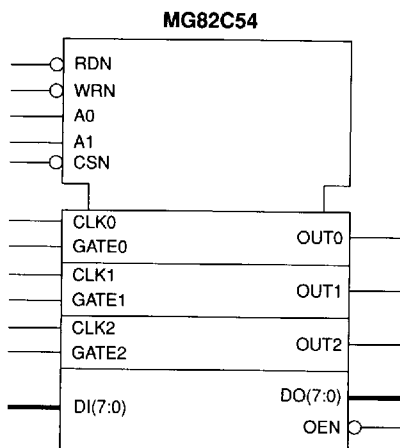 MG82C54
RDN
WRN
A0
A1
CSN
CLK0
GATE0
OUT0
CLK1
GATE1
OUT1
CLK2
GATE2
OUT2
DI(7:0)
DO(7:0)
OEN